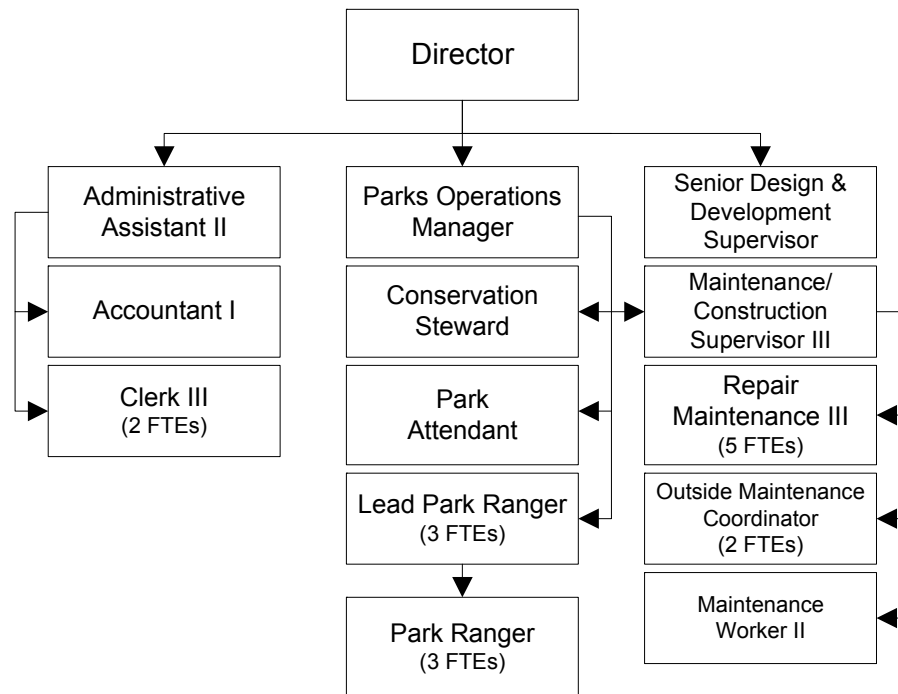 Director
Administrative
Assistant II
Parks Operations
Manager
Senior Design &
Development
Supervisor
Accountant I
Conservation
Steward
Maintenance/
Construction
Supervisor III
Clerk III
(2 FTEs)
Park
Attendant
Repair
Maintenance III
(5 FTEs)
Lead Park Ranger
(3 FTEs)
Outside Maintenance
Coordinator
(2 FTEs)
Park Ranger
(3 FTEs)
Maintenance
Worker II